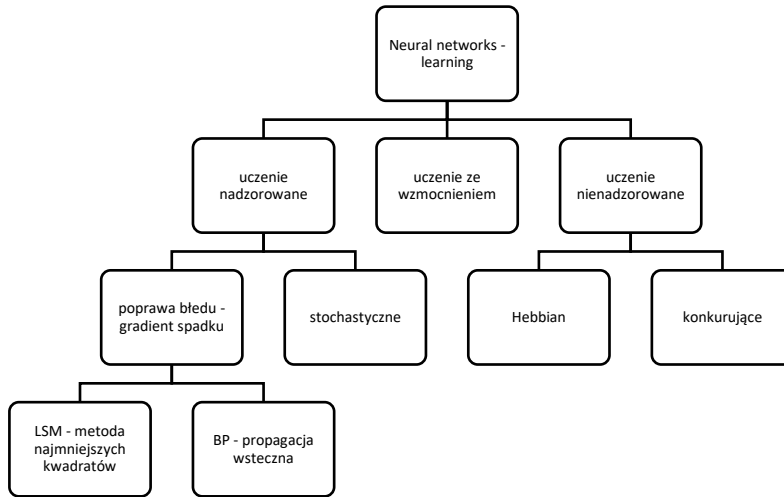 Neural networks -
learning
uczenie
nadzorowane
uczenie ze
wzmocnieniem
uczenie
nienadzorowane
poprawa błędu -
gradient spadku
stochastyczne
Hebbian
konkurujące
LSM - metoda
najmniejszych
kwadratów
BP - propagacja
wsteczna